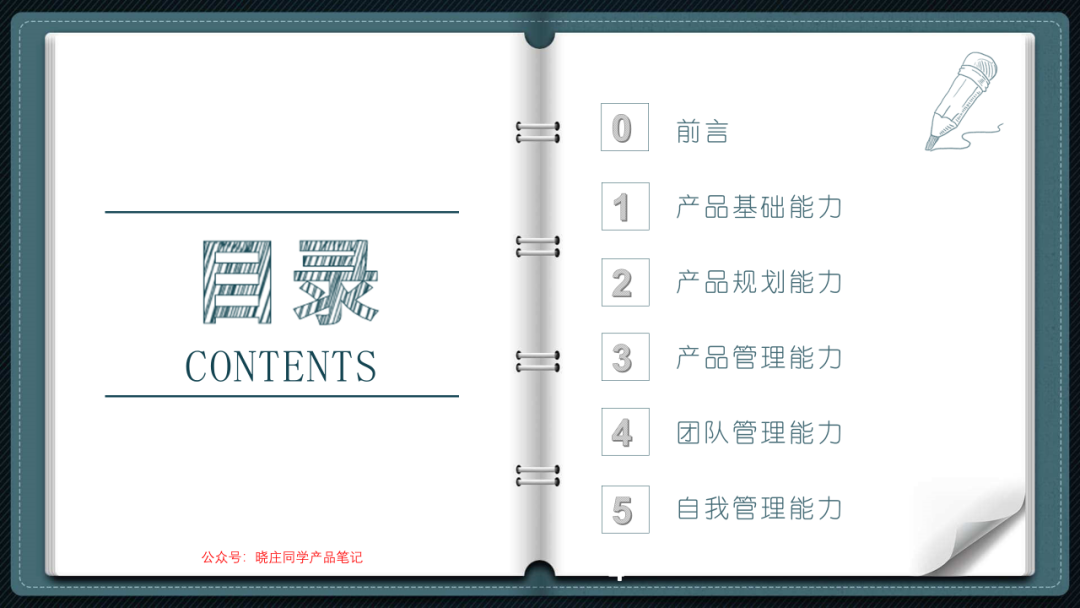 目录
CONTENTS
公众号：晓庄同学产品笔记
0 前言
1 产品基础能力
2 产品规划能力
3 产品管理能力
4 团队管理能力
5 自我管理能力